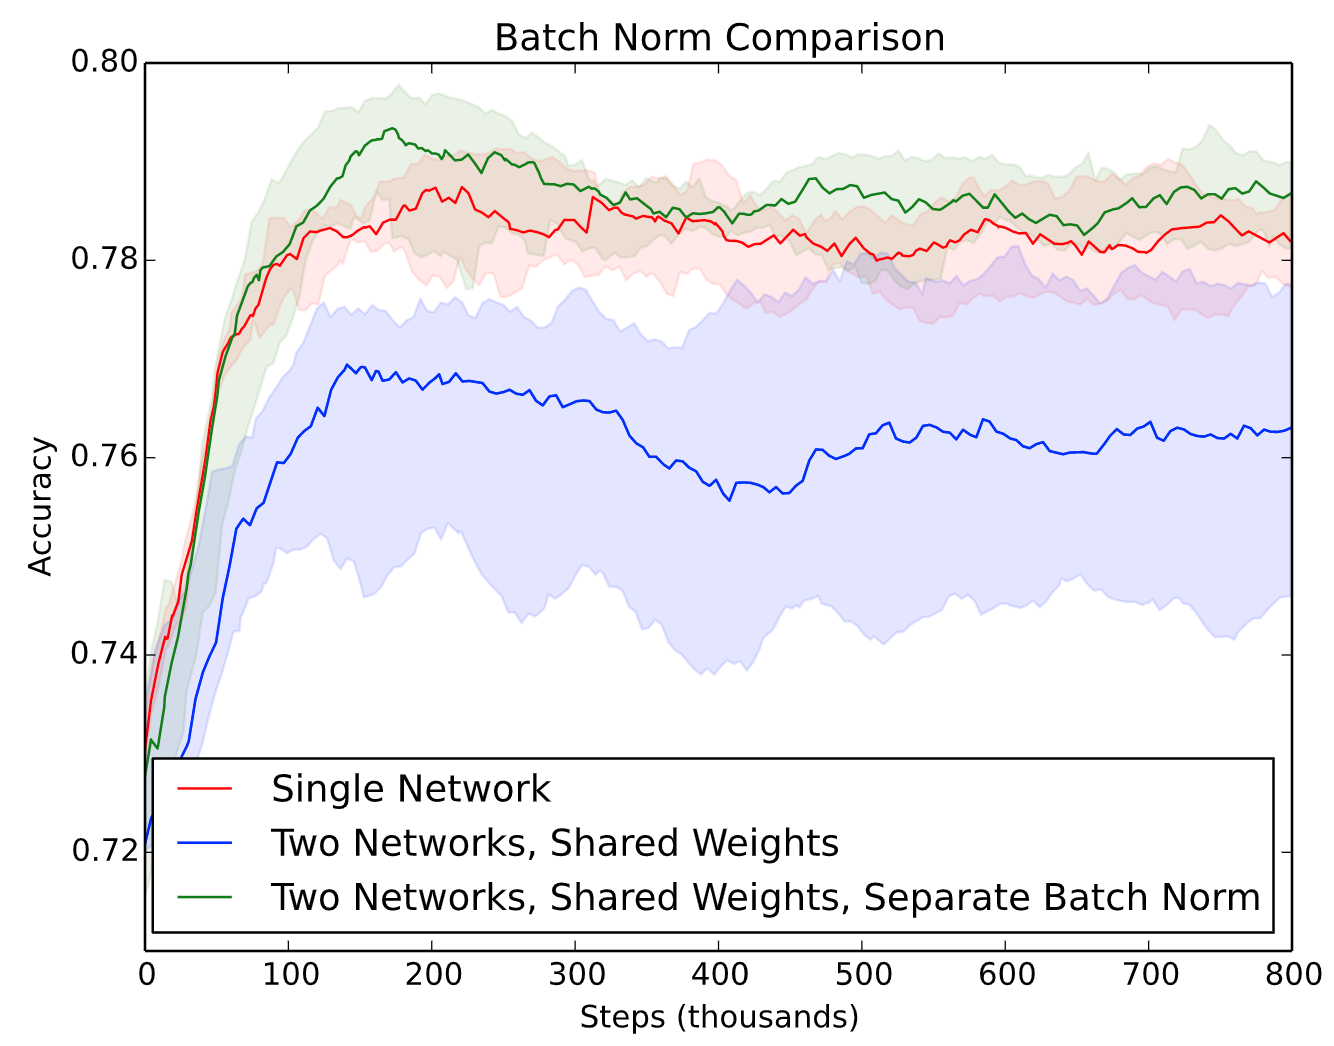 Batch Norm Comparison
0.80
0.78
0.76
0.74
0.72
Accuracy
Single Network
Two Networks, Shared Weights
Two Networks, Shared Weights, Separate Batch Norm
0 100 200 300 400 500 600 700 800
Steps (thousands)